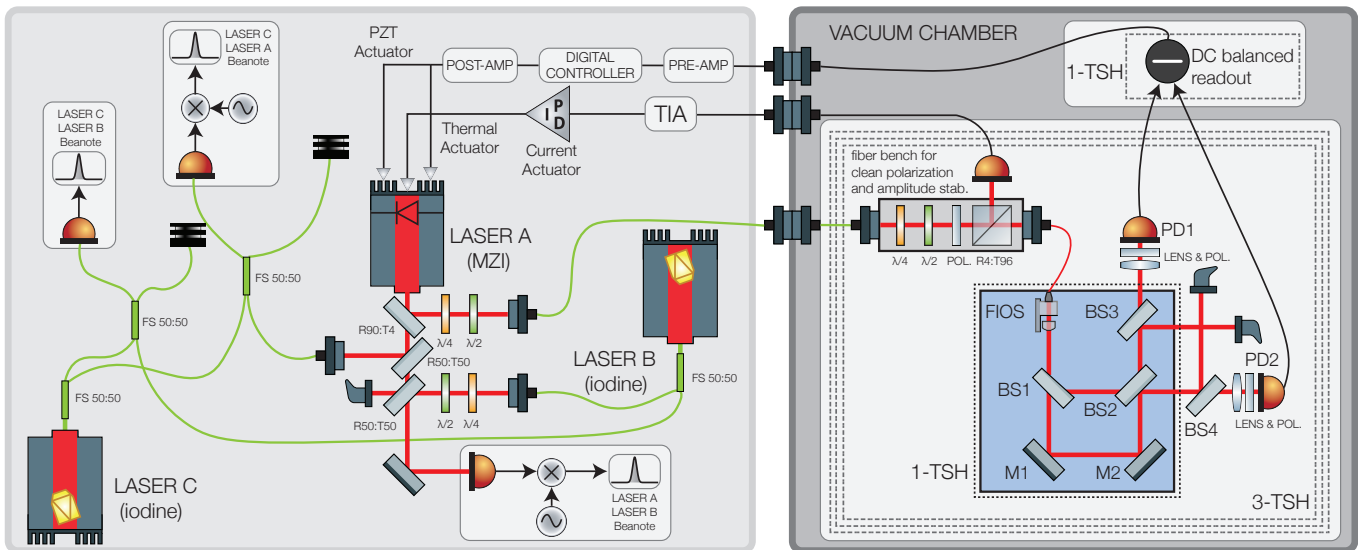 LASER C
LASER A
Beanote
LASER C
LASER B
Beanote
FS 50:50
FS 50:50
FS 50:50
LASER C
(iodine)
PZT
Actuator
POST-AMP
DIGITAL
CONTROLLER
PRE-AMP
Thermal
Actuator
I
P
D
Current
Actuator
TIA
LASER A
(MZI)
R90:T4
λ/4
λ/2
R50:T50
R50:T50
λ/2
λ/4
LASER B
(iodine)
FS 50:50
LASER A
LASER B
Beanote
VACUUM CHAMBER
1-TSH
DC balanced
readout
fiber bench for
clean polarization
and amplitude stab.
λ/4
λ/2
POL.
R4:T96
PD1
LENS & POL.
FIOS
BS3
BS1
BS2
PD2
BS4
LENS & POL.
M1
M2
1-TSH
3-TSH